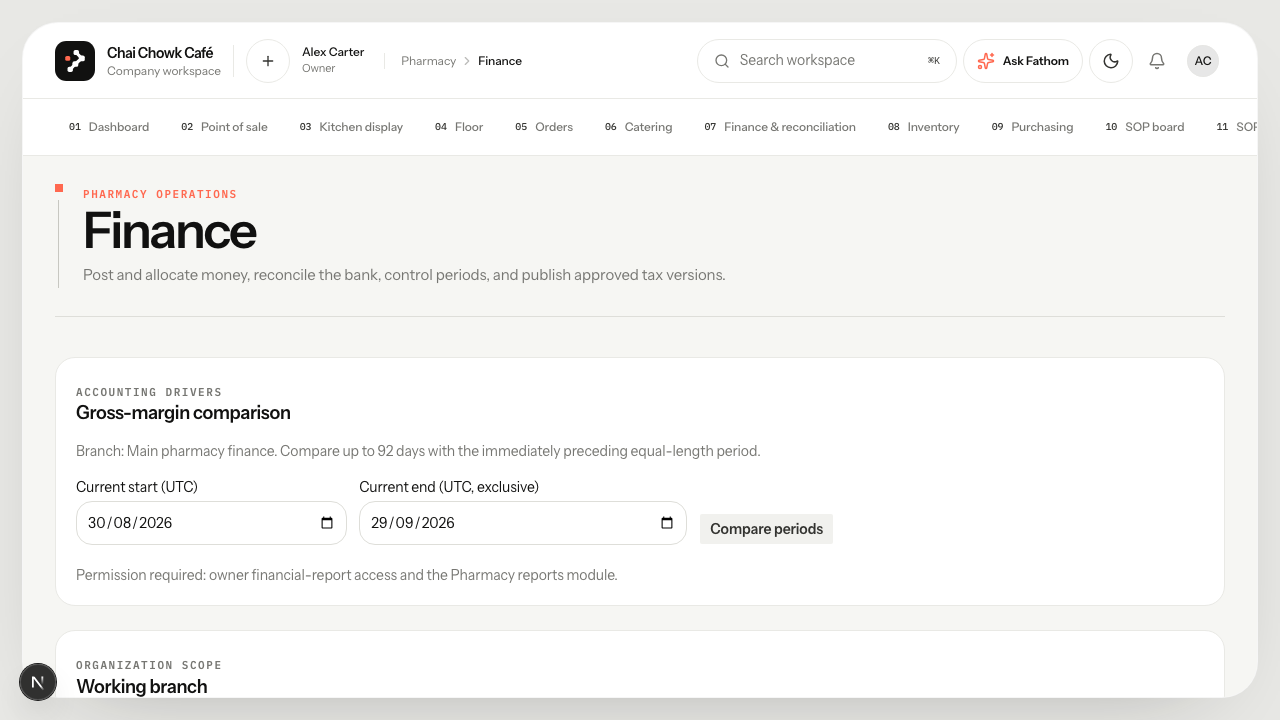 Chai Chowk Café
Company workspace
Alex Carter
Owner
Pharmacy
Finance
Search workspace
⌘K
Ask Fathom
AC
01 Dashboard
02 Point of sale
03 Kitchen display
04 Floor
05 Orders
06 Catering
07 Finance & reconciliation
08 Inventory
09 Purchasing
10 SOP board
11
PHARMACY OPERATIONS
Finance
Post and allocate money, reconcile the bank, control periods, and publish approved tax versions.
ACCOUNTING DRIVERS
Gross-margin comparison
Branch: Main pharmacy finance. Compare up to 92 days with the immediately preceding equal-length period.
Current start (UTC)
Current end (UTC, exclusive)
30/08/2026
29/09/2026
Compare periods
Permission required: owner financial-report access and the Pharmacy reports module.
ORGANIZATION SCOPE
Working branch
N